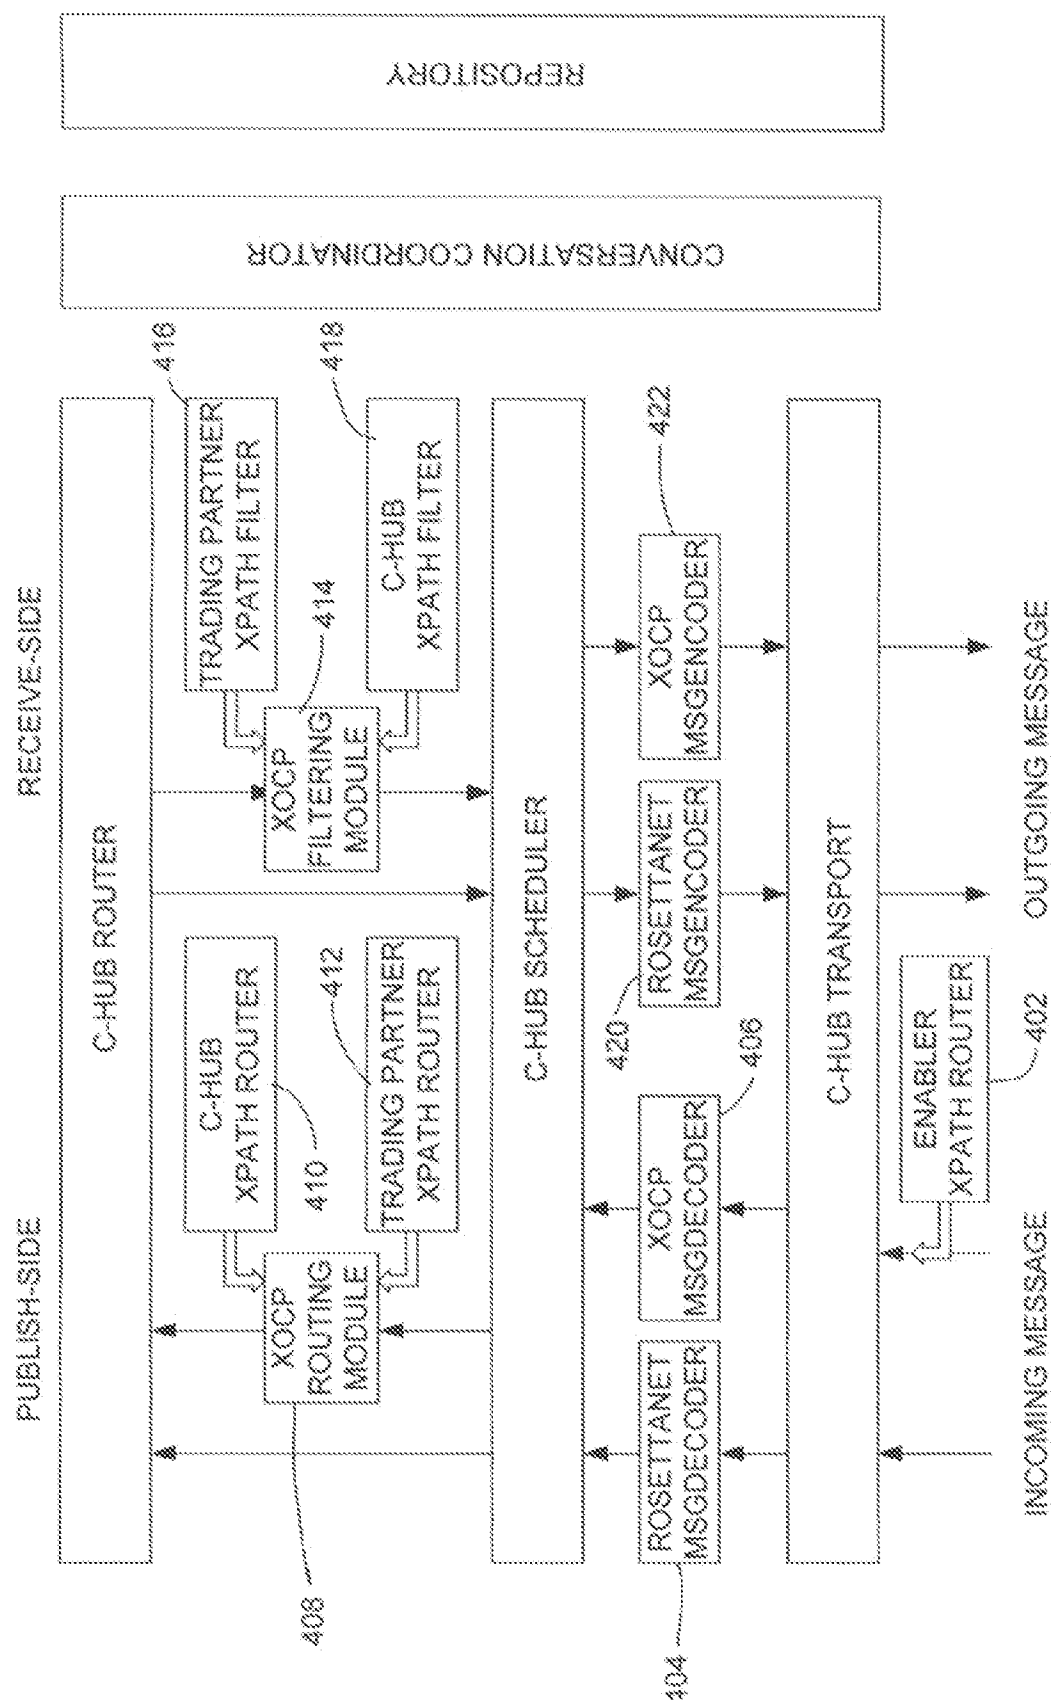 PUBLISH-SIDE
RECEIVE-SIDE
C-HUB ROUTER
408
XOCP
ROUTING
MODULE
C-HUB
XPATH ROUTER
410
412
TRADING PARTNER
XPATH ROUTER
XOCP
FILTERING
MODULE
414
TRADING PARTNER
XPATH FILTER
416
C-HUB
XPATH FILTER
418
C-HUB SCHEDULER
404
ROSETTANET
MSGDECODER
XOCP
MSGDECODER
406
420
ROSETTANET
MSGENCODER
XOCP
MSGENCODER
422
C-HUB TRANSPORT
ENABLER
XPATH ROUTER
402
INCOMING MESSAGE
OUTGOING MESSAGE
CONVERSATION COORDINATOR
REPOSITORY